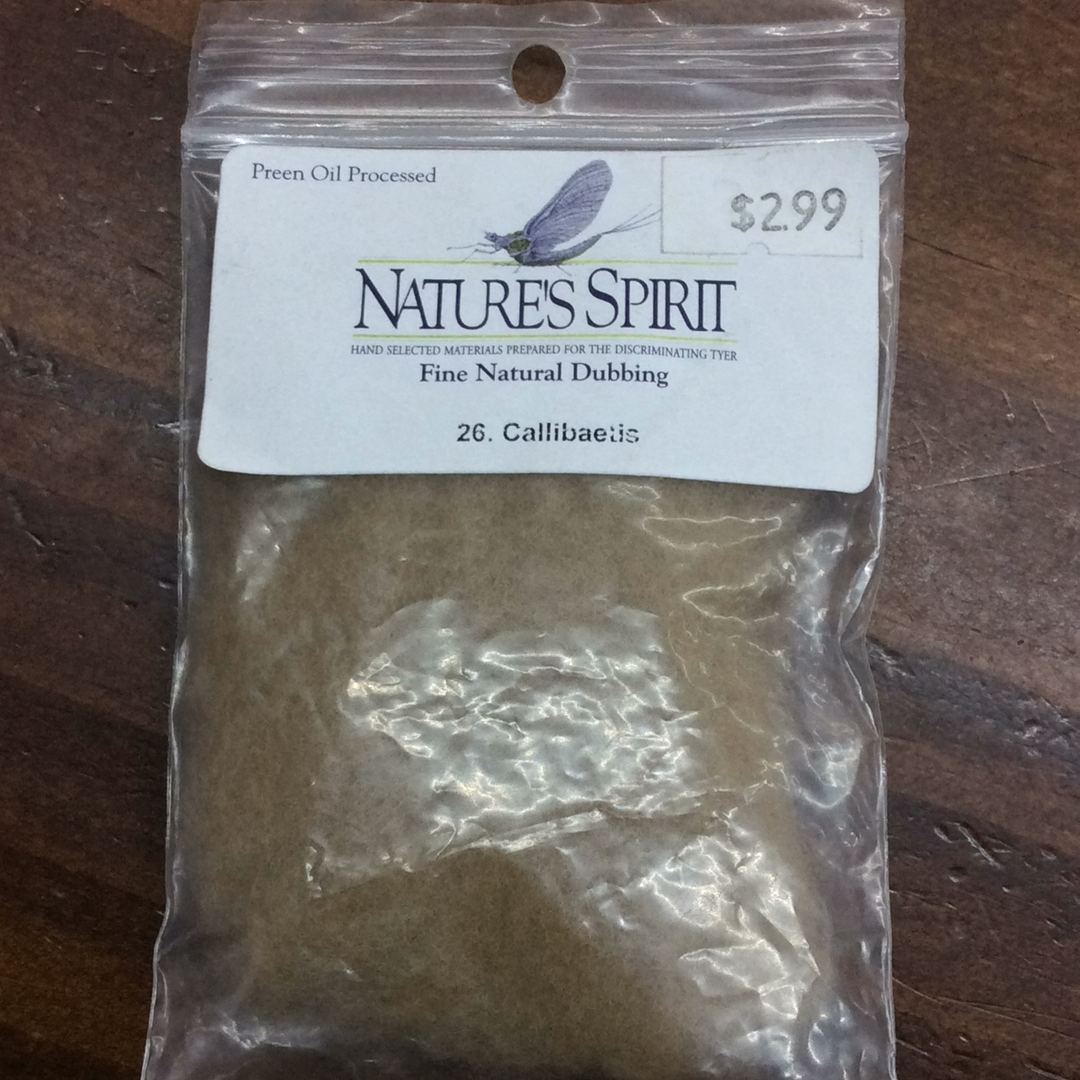 Preen Oil Processed
$2.99
NATURE'S SPIRIT
HAND SELECTED MATERIALS PREPARED FOR THE DISCRIMINATING TYER
Fine Natural Dubbing
26. Callibaetis